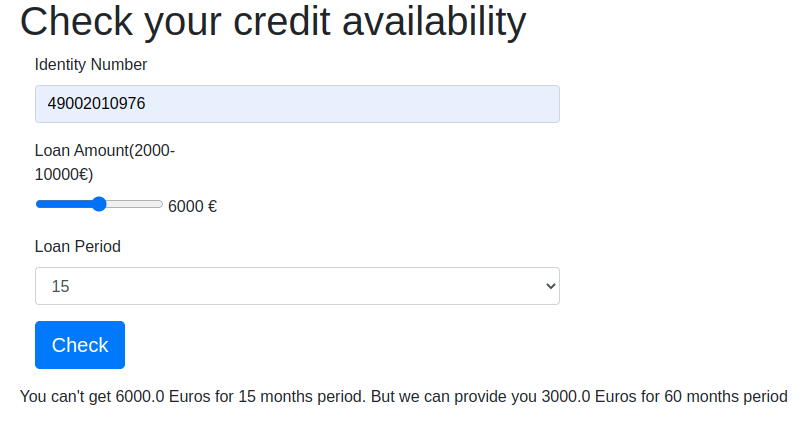 Check your credit availability
Identity Number
49002010976
Loan Amount(2000-
10000€)
6000 €
Loan Period
15
Check
You can't get 6000.0 Euros for 15 months period. But we can provide you 3000.0 Euros for 60 months period